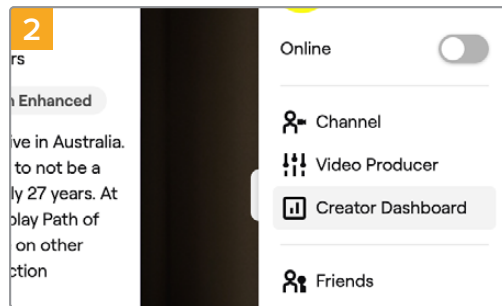 2
rs
Enhanced
ive in Australia.
to not be a
ly 27 years. At
play Path of
on other
ction
Online
Channel
Video Producer
Creator Dashboard
Friends